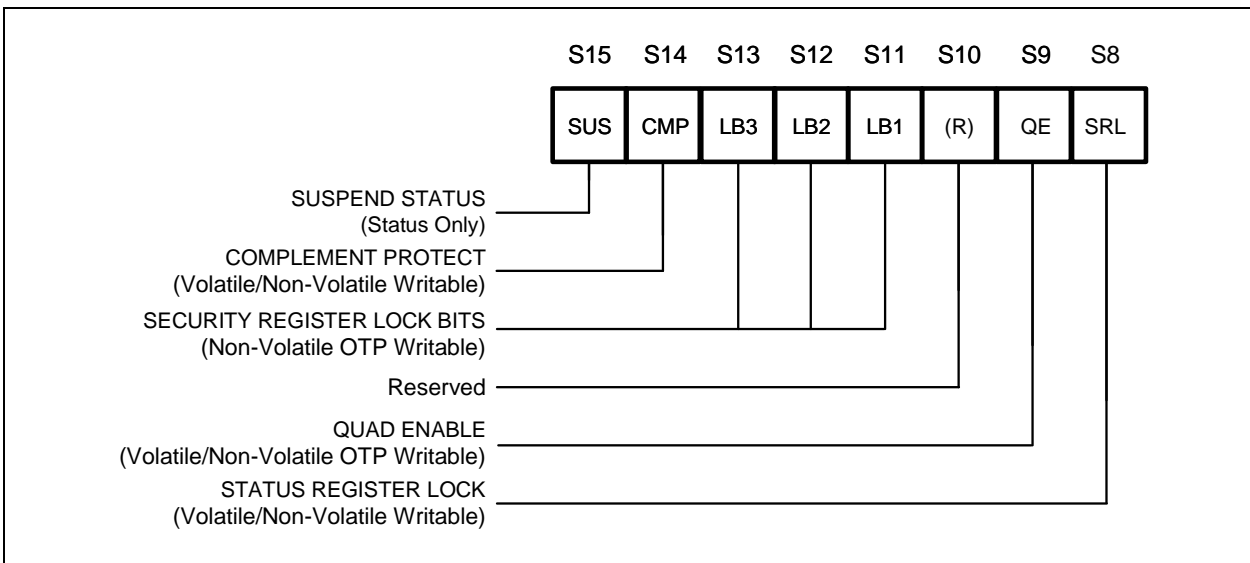 S15 S14 S13 S12 S11 S10 S9 S8
SUS CMP LB3 LB2 LB1 (R) QE SRL
SUSPEND STATUS
(Status Only)
COMPLEMENT PROTECT
(Volatile/Non-Volatile Writable)
SECURITY REGISTER LOCK BITS
(Non-Volatile OTP Writable)
Reserved
QUAD ENABLE
(Volatile/Non-Volatile OTP Writable)
STATUS REGISTER LOCK
(Volatile/Non-Volatile Writable)